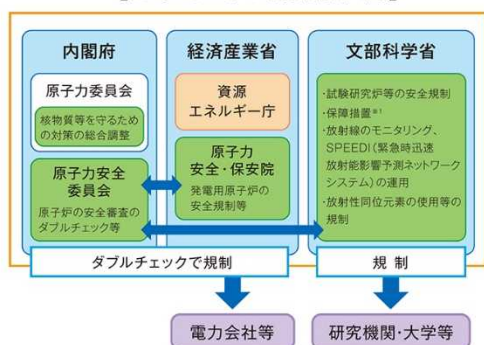 内閣府
原子力委員会
核物質等を守るため
の対策の総合調整
原子力安全
委員会
原子炉の安全審査の
ダブルチェック等
経済産業省
資源
エネルギー庁
原子力
安全・保安院
発電用原子炉の
安全規制等
文部科学省
・試験研究炉等の安全規制
・保障措置※1
・放射線のモニタリング、
SPEEDI(緊急時迅速
放射能影響予測ネットワーク
システム)の運用
・放射性同位元素の使用等の
規制
ダブルチェックで規制
規制
電力会社等
研究機関・大学等